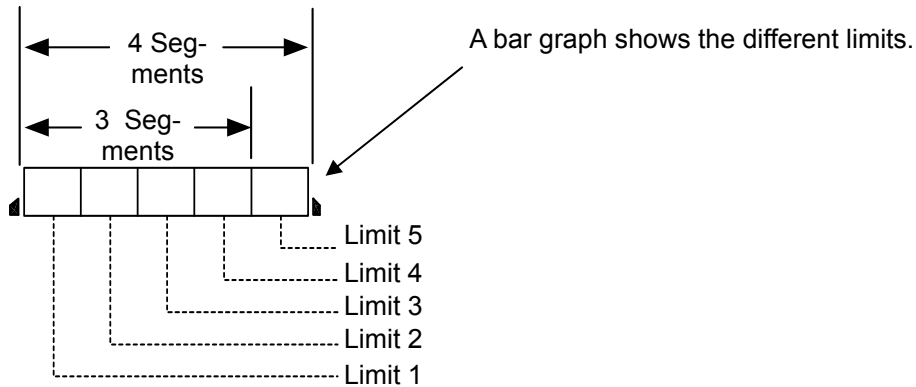 4 Seg-
ments
A bar graph shows the different limits.
3 Seg-
ments
Limit 5
Limit 4
Limit 3
Limit 2
Limit 1